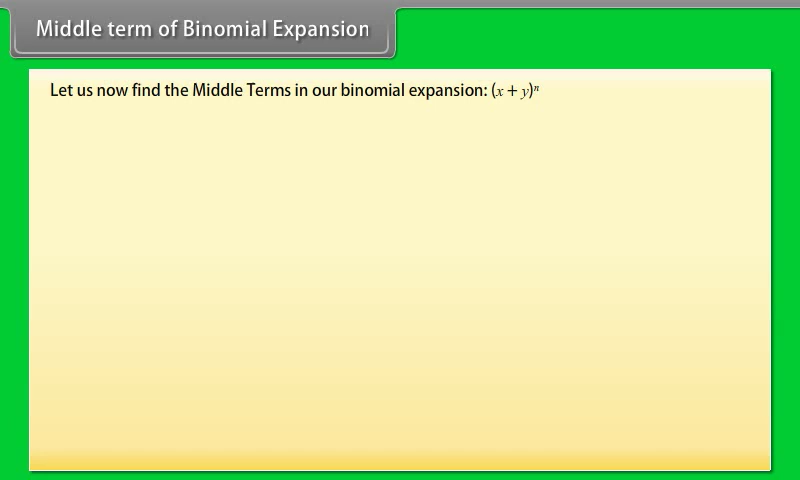 Middle term of Binomial Expansion
Let us now find the Middle Terms in our binomial expansion: (x + y)ⁿ